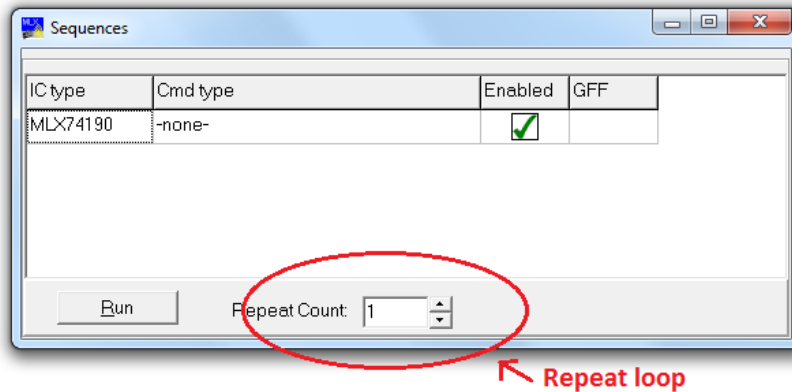 Sequences
IC type Cmd type Enabled GFF
MLX74190 -none-
Run Repeat Count: 1
Repeat loop